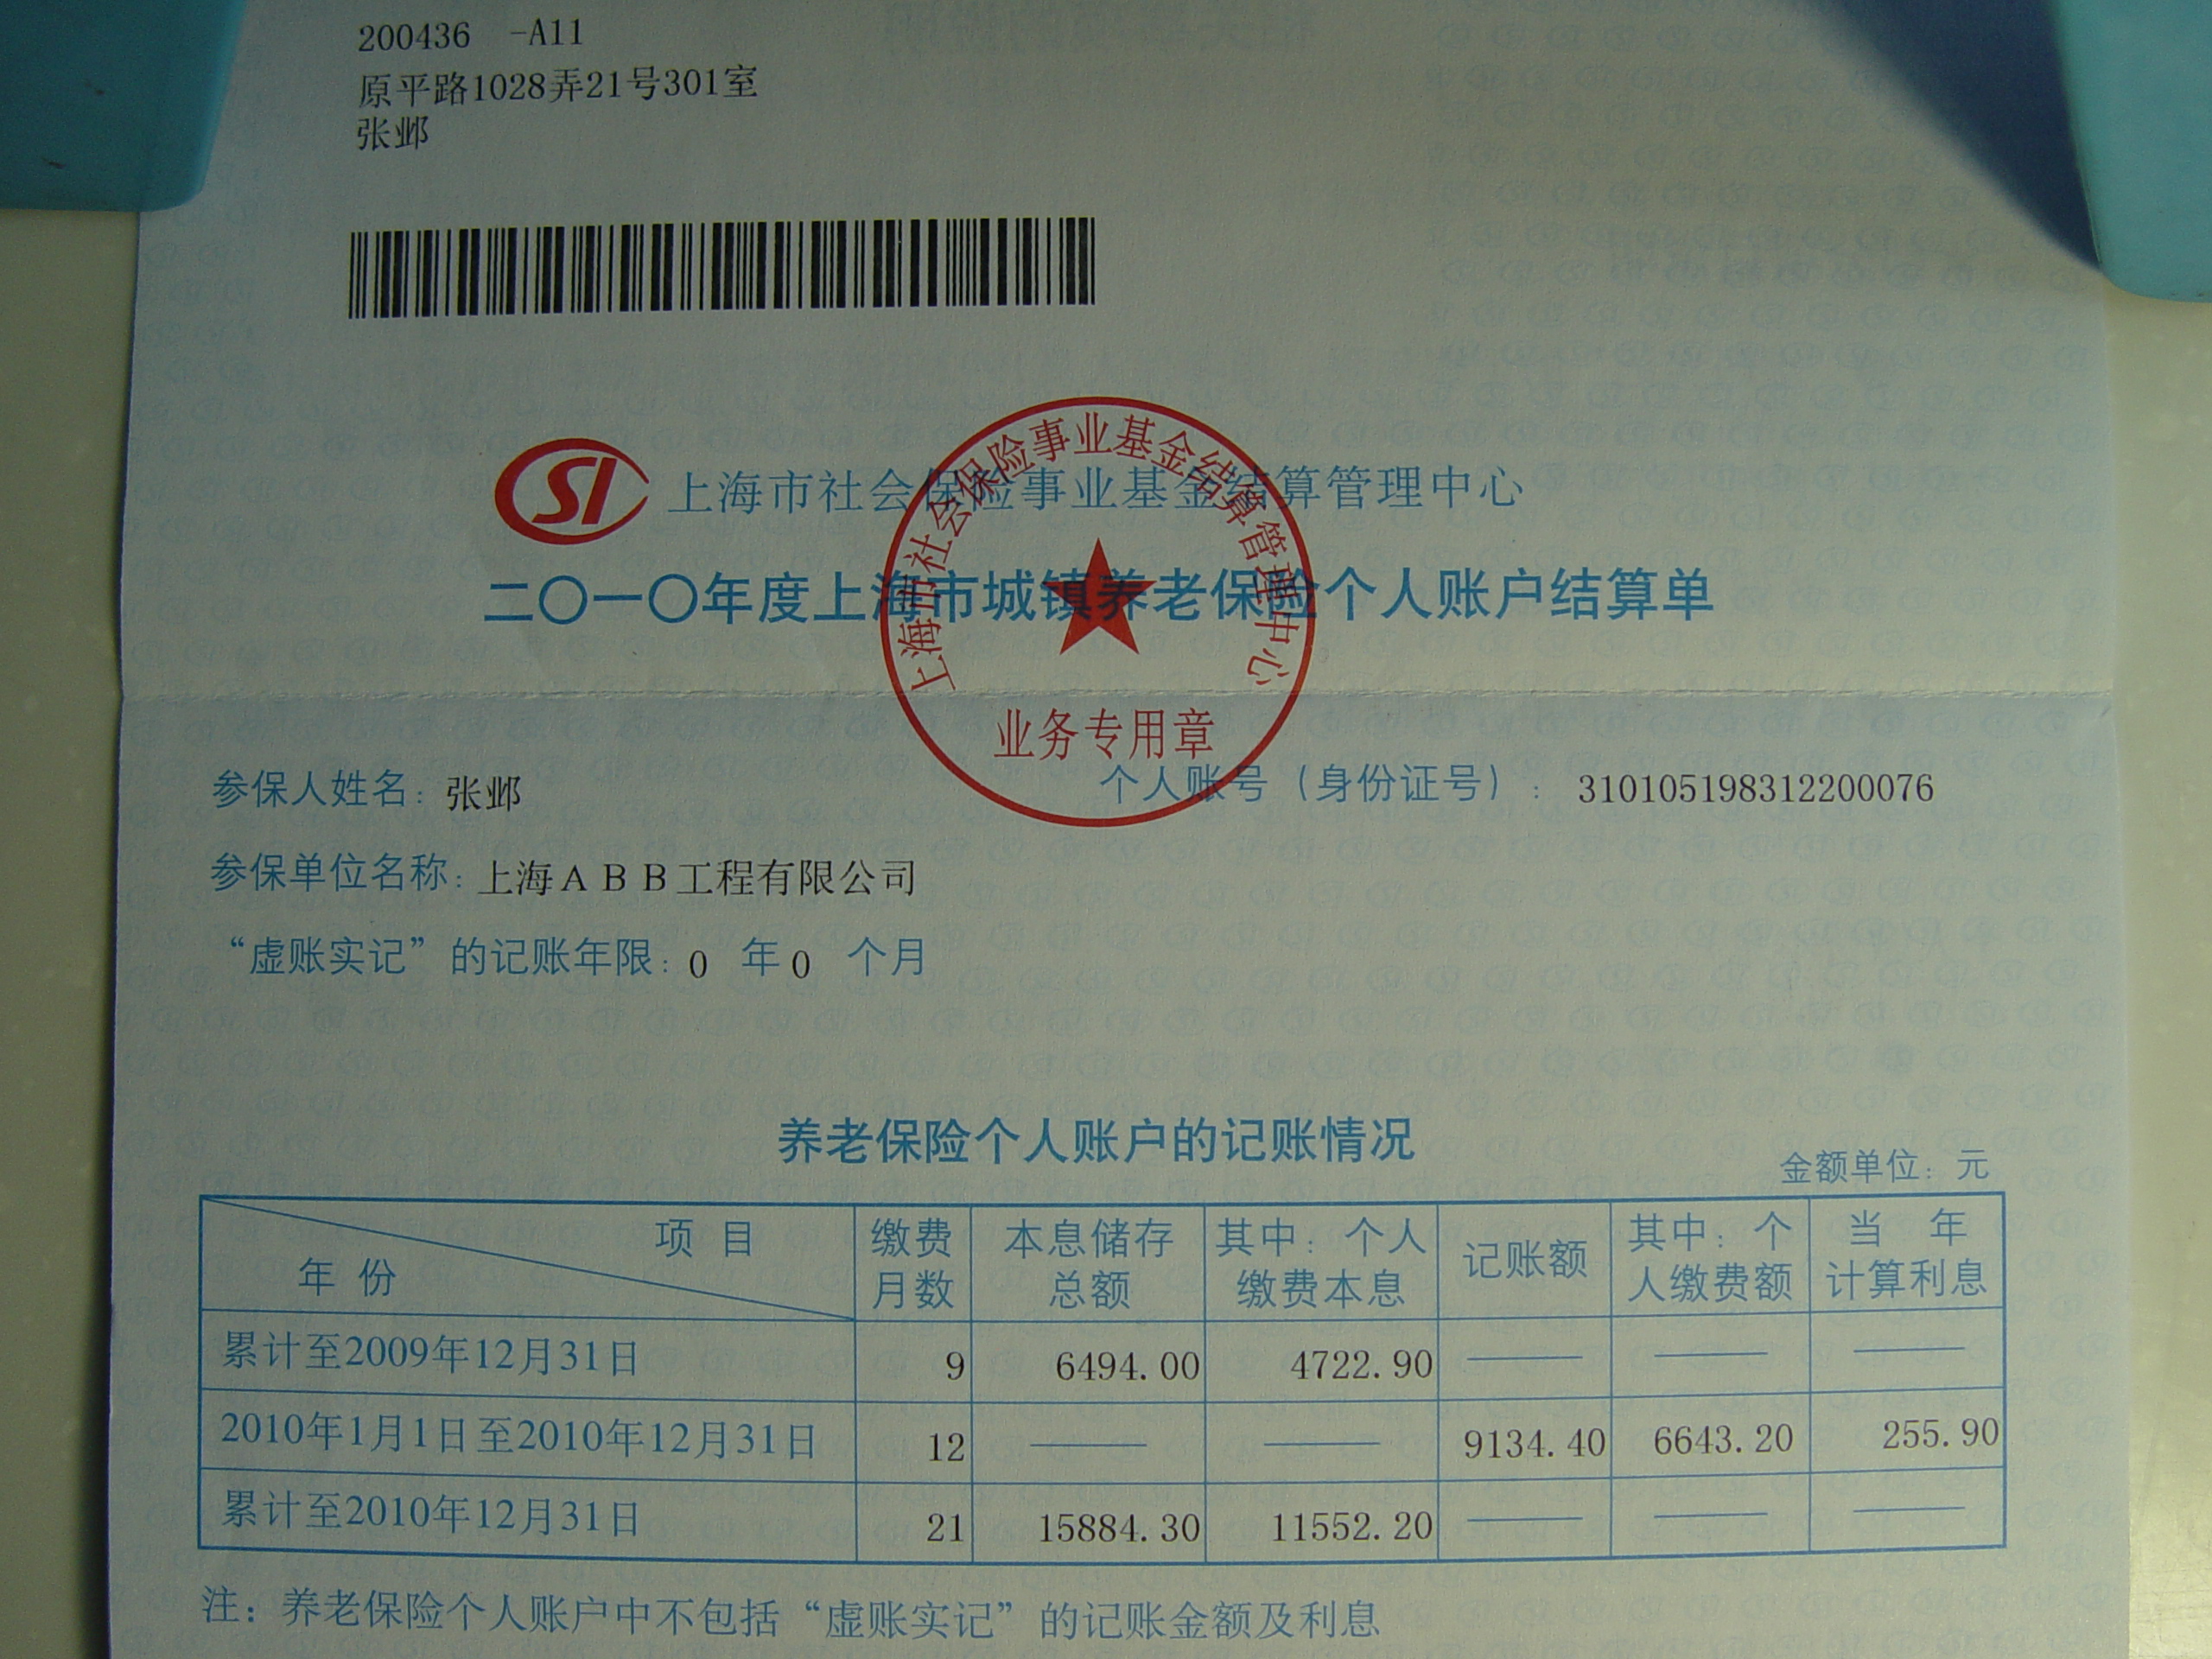 200436 -A11
原平路1028弄21号301室
张邺
SI 上海市社会保险事业基金结算管理中心
二〇一〇年度上海市城镇养老保险个人账户结算单
上海市社会保险事业基金结算管理中心
业务专用章
参保人姓名：张邺 个人账号（身份证号）：310105198312200076
参保单位名称：上海ＡＢＢ工程有限公司
“虚账实记”的记账年限：0 年 0 个月
养老保险个人账户的记账情况
金额单位：元
项目 年份 缴费月数 本息储存总额 其中：个人缴费本息 记账额 其中：个人缴费额 当年计算利息
累计至2009年12月31日 9 6494.00 4722.90 —— —— ——
2010年1月1日至2010年12月31日 12 —— —— 9134.40 6643.20 255.90
累计至2010年12月31日 21 15884.30 11552.20 —— —— ——
注：养老保险个人账户中不包括“虚账实记”的记账金额及利息